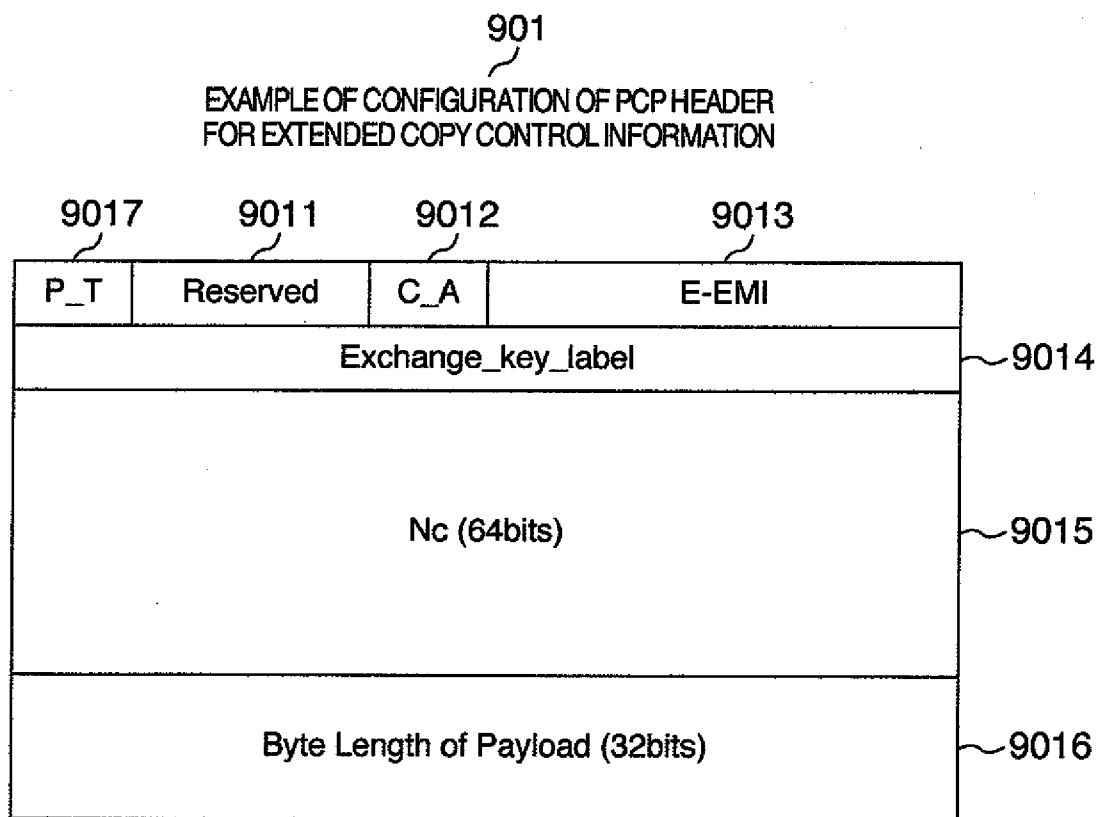 901
EXAMPLE OF CONFIGURATION OF PCP HEADER
FOR EXTENDED COPY CONTROL INFORMATION
9017 9011 9012 9013
P_T Reserved C_A E-EMI
Exchange_key_label 9014
Nc (64bits) 9015
Byte Length of Payload (32bits) 9016